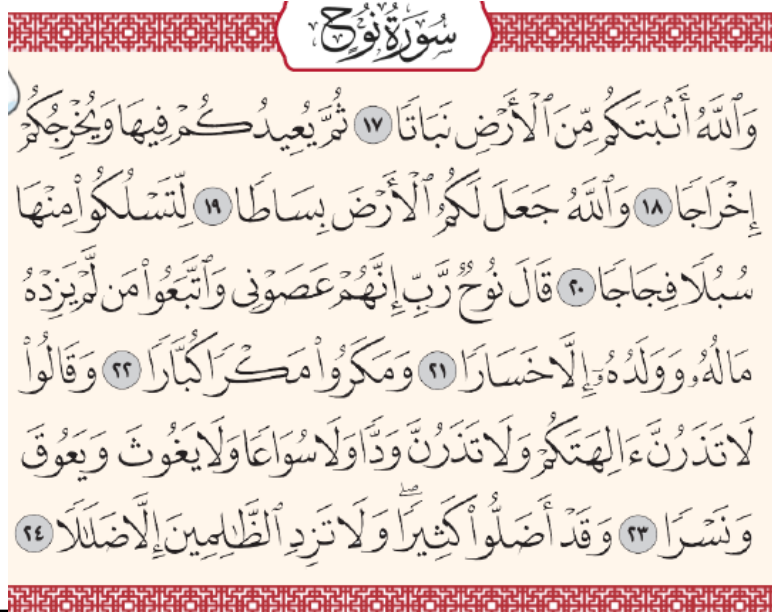 سُورَةُ نُوحٍ
وَٱللَّهُ أَنۢبَتَكُم مِّنَ ٱلْأَرْضِ نَبَاتًا ١٧ ثُمَّ يُعِيدُكُمْ فِيهَا وَيُخْرِجُكُمْ
إِخْرَاجًا ١٨ وَٱللَّهُ جَعَلَ لَكُمُ ٱلْأَرْضَ بِسَاطًا ١٩ لِّتَسْلُكُوا۟ مِنْهَا
سُبُلًا فِجَاجًا ٢٠ قَالَ نُوحٌ رَّبِّ إِنَّهُمْ عَصَوْنِى وَٱتَّبَعُوا۟ مَن لَّمْ يَزِدْهُ
مَالُهُۥ وَوَلَدُهُۥٓ إِلَّا خَسَارًا ٢١ وَمَكَرُوا۟ مَكْرًا كُبَّارًا ٢٢ وَقَالُوا۟
لَا تَذَرُنَّ ءَالِهَتَكُمْ وَلَا تَذَرُنَّ وَدًّا وَلَا سُوَاعًا وَلَا يَغُوثَ وَيَعُوقَ
وَنَسْرًا ٢٣ وَقَدْ أَضَلُّوا۟ كَثِيرًا ۖ وَلَا تَزِدِ ٱلظَّـٰلِمِينَ إِلَّا ضَلَـٰلًا ٢٤